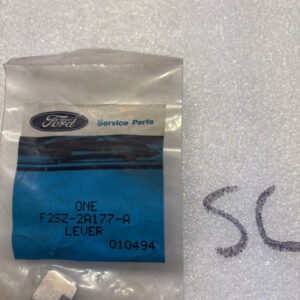 Ford Service Parts
ONE
F2SZ-2A177-A
LEVER
010494
SC